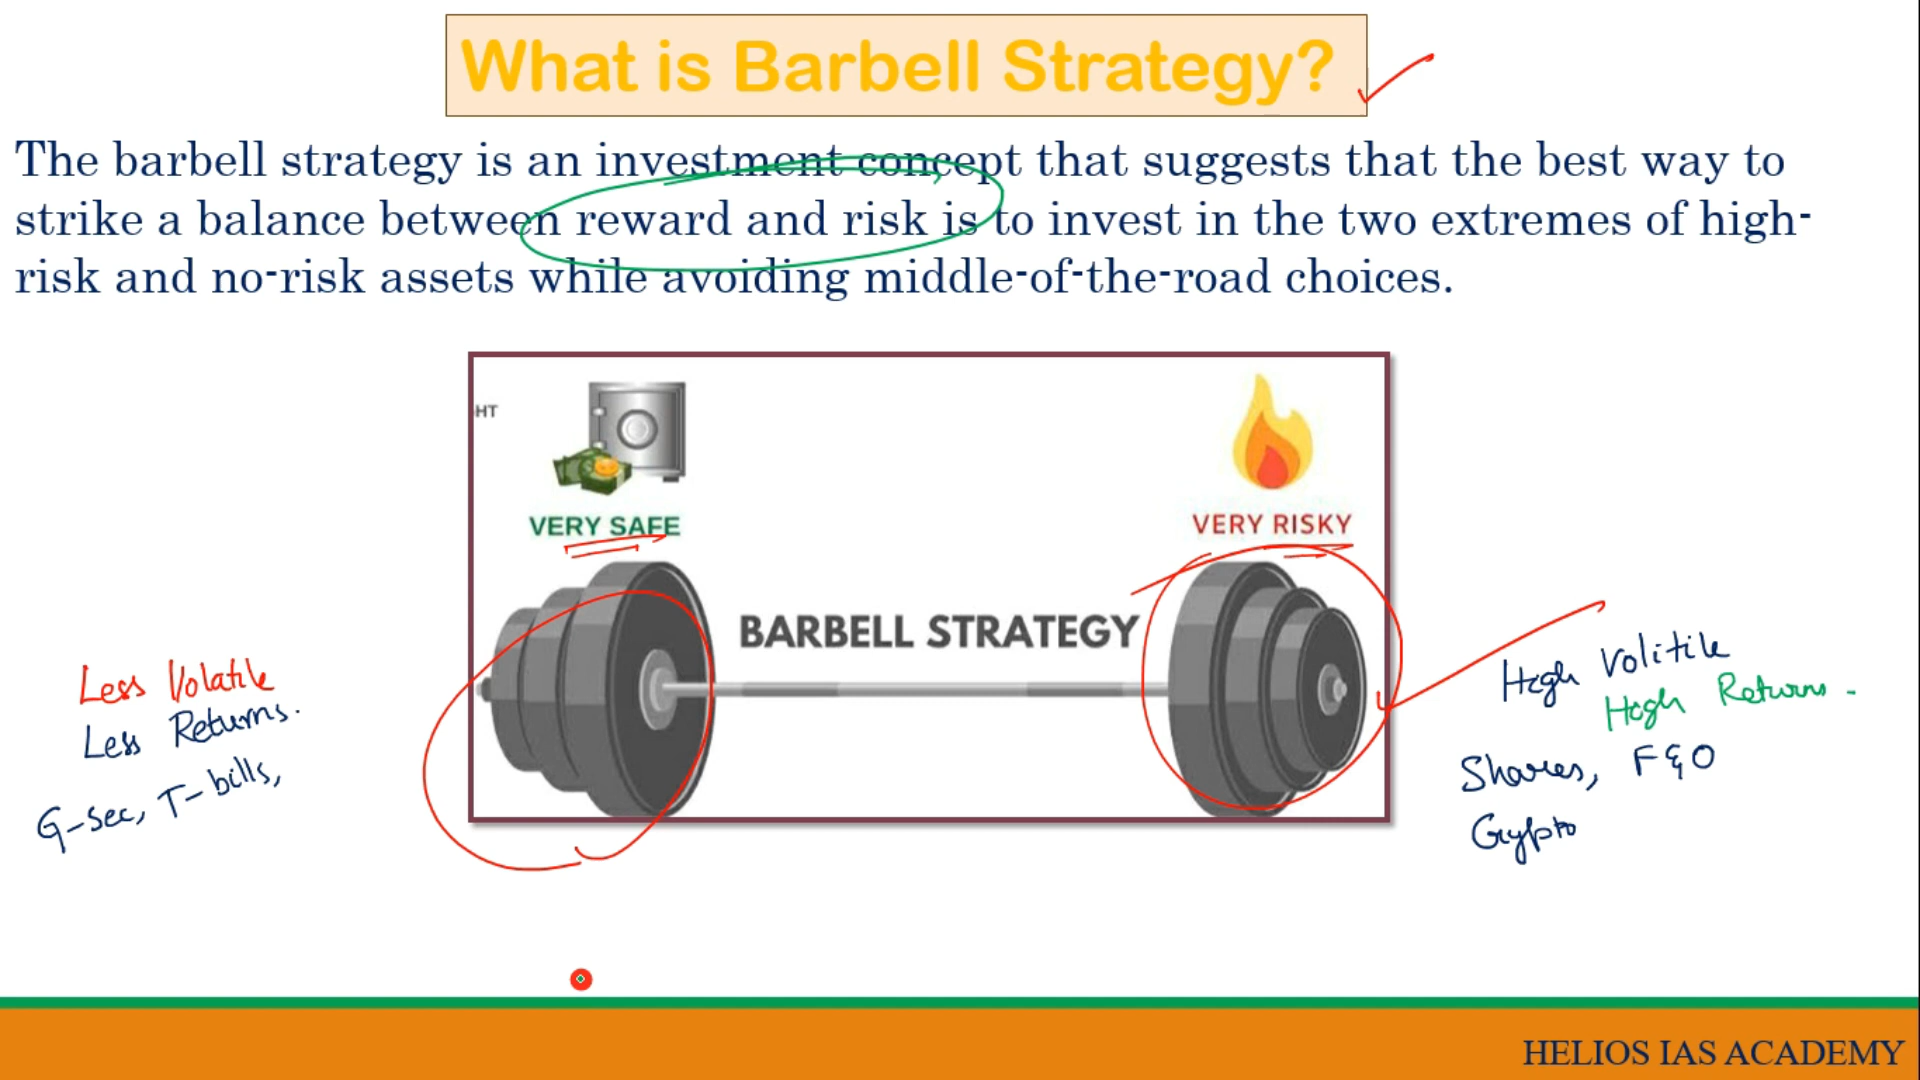 What is Barbell Strategy?
The barbell strategy is an investment concept that suggests that the best way to
strike a balance between reward and risk is to invest in the two extremes of high-
risk and no-risk assets while avoiding middle-of-the-road choices.
HT
VERY SAFE
VERY RISKY
BARBELL STRATEGY
Less Volatile
Less Returns.
G-sec, T-bills,
High Volitile
High Returns -
Shares, F&O
Crypto
HELIOS IAS ACADEMY